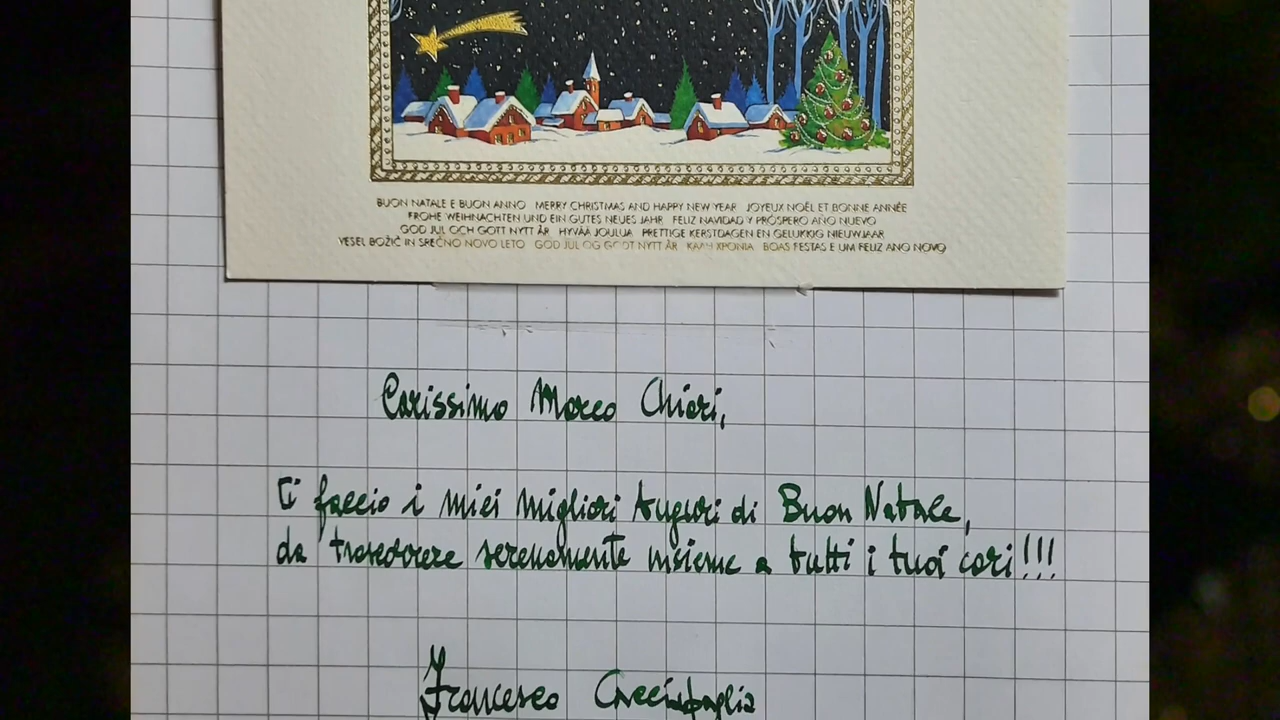 BUON NATALE E BUON ANNO MERRY CHRISTMAS AND HAPPY NEW YEAR JOYEUX NOËL ET BONNE ANNÉE
FROHE WEIHNACHTEN UND EIN GUTES NEUES JAHR FELIZ NAVIDAD Y PRÓSPERO AÑO NUEVO
GOD JUL OCH GOTT NYTT ÅR HYVÄÄ JOULUA PRETTIGE KERSTDAGEN EN GELUKKIG NIEUWJAAR
VESEL BOŽIČ IN SREČNO NOVO LETO GOD JUL OG GODT NYTT ÅR ΚΑΛΗ ΧΡΟΝΙΑ BOAS FESTAS E UM FELIZ ANO NOVO
Carissimo Marco Chiari,
Ti faccio i miei migliori Auguri di Buon Natale,
da trascorrere serenamente insieme a tutti i tuoi cari!!!
Francesco Cacciapaglia